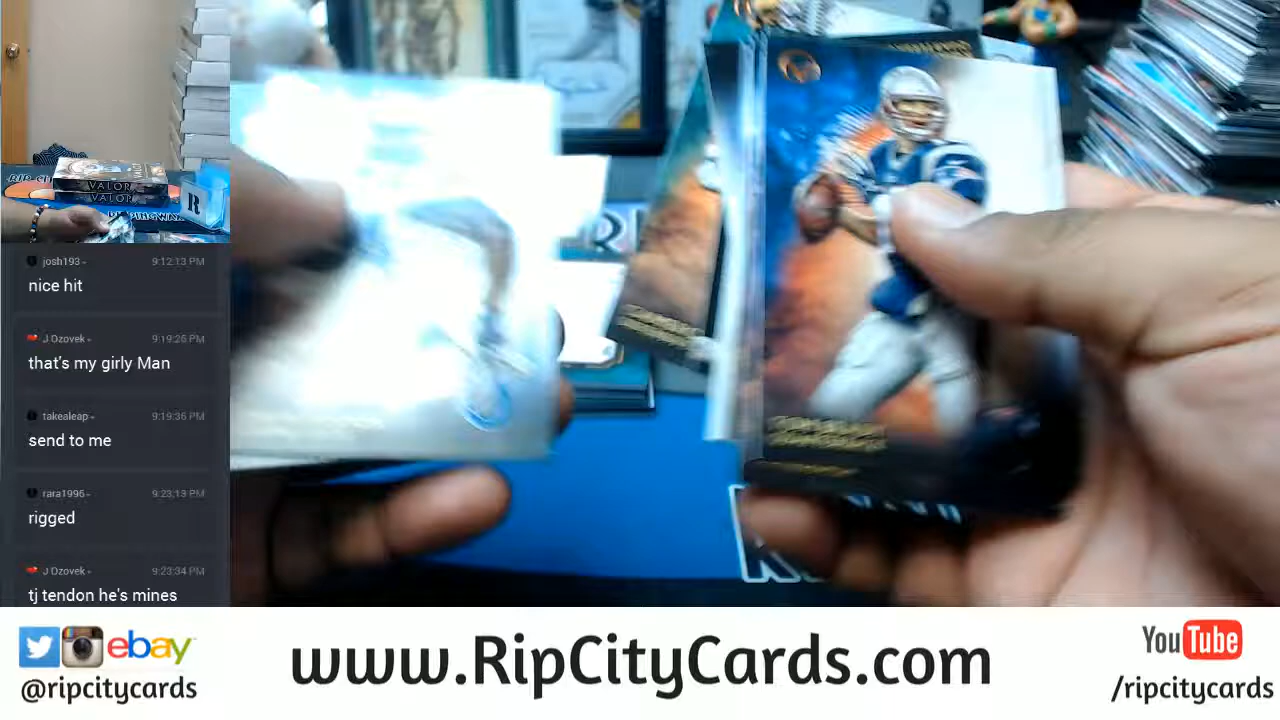 VALOR
VALOR
R
josh193
9:12:13 PM
nice hit
J Ozovek
9:19:26 PM
that's my girly Man
takealeap
9:19:36 PM
send to me
rara1996
9:23:13 PM
rigged
J Ozovek
9:23:34 PM
tj tendon he's mines
ebay
@ripcitycards
www.RipCityCards.com
YouTube
/ripcitycards